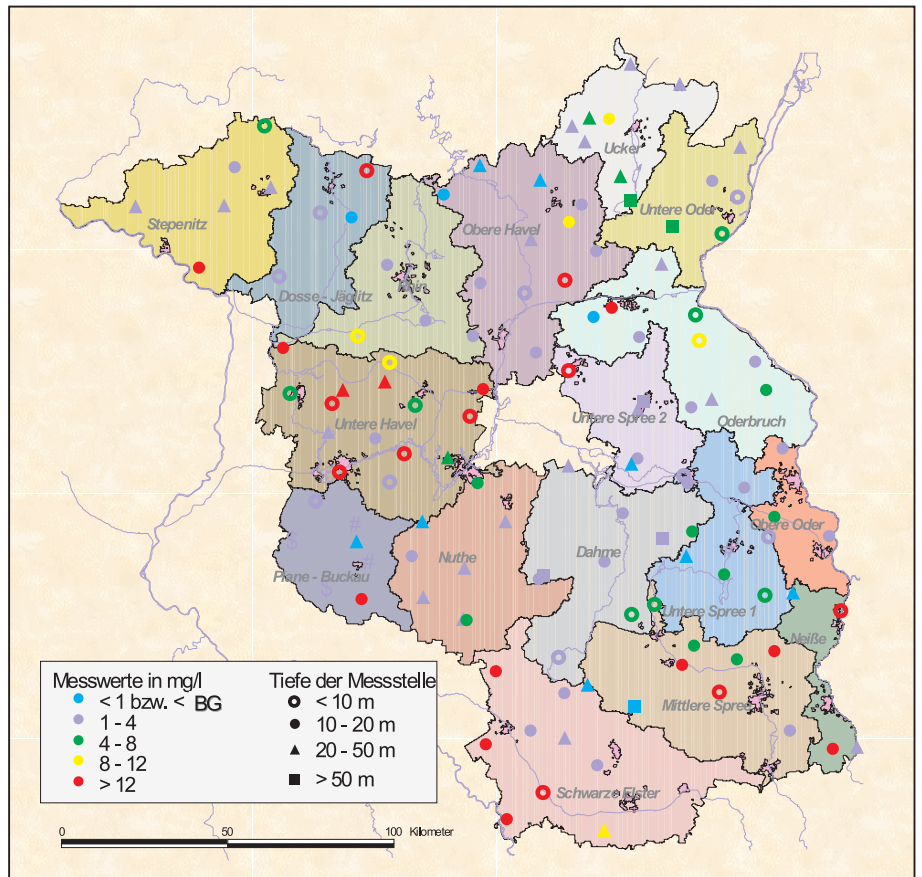 Ucker
Stepenitz
Untere Oder
Obere Havel
Dosse - Jäglitz
Rhin
Untere Havel
Untere Spree 2
Oderbruch
Obere Oder
Plane - Buckau
Nuthe
Dahme
Untere Spree 1
Neiße
Mittlere Spree
Schwarze Elster
Messwerte in mg/l
< 1 bzw. < BG
1 - 4
4 - 8
8 - 12
> 12
Tiefe der Messstelle
< 10 m
10 - 20 m
20 - 50 m
> 50 m
0 50 100 Kilometer